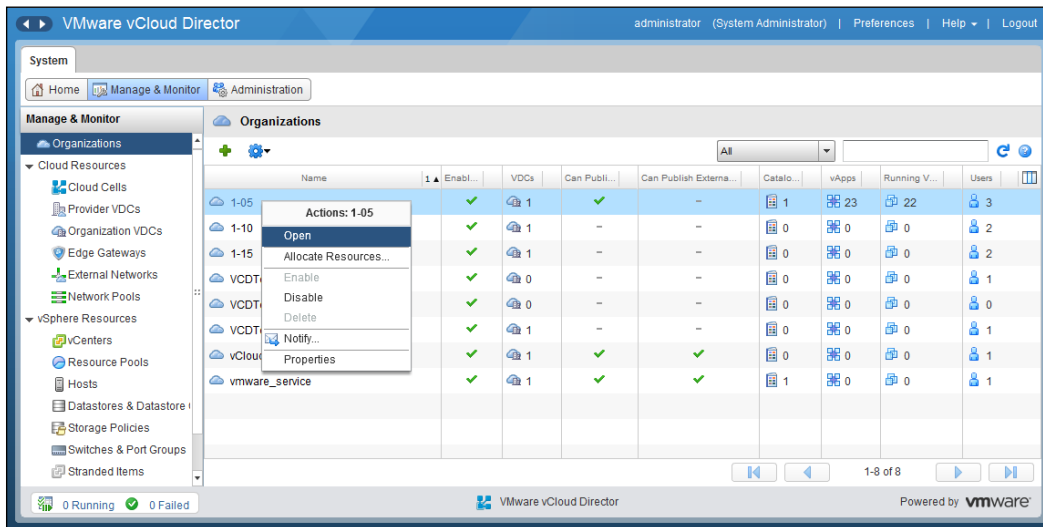 VMware vCloud Director
administrator (System Administrator) | Preferences | Help | Logout
System
Home Manage & Monitor Administration
Manage & Monitor
Organizations
Cloud Resources
Cloud Cells
Provider VDCs
Organization VDCs
Edge Gateways
External Networks
Network Pools
vSphere Resources
vCenters
Resource Pools
Hosts
Datastores & Datastore
Storage Policies
Switches & Port Groups
Stranded Items
Organizations
All
Name 1 Enabl... VDCs Can Publi... Can Publish Externa... Catalo... vApps Running V... Users
1-05 1 – 1 23 22 3
1-10 1 – – 0 0 0 2
1-15 1 – – 0 0 0 2
VCDT 0 – – 0 0 0 1
VCDT 0 – – 0 0 0 0
VCDT 1 – – 0 0 0 1
vCloud 1 0 0 0 1
vmware_service 1 1 0 0 1
Actions: 1-05
Open
Allocate Resources...
Enable
Disable
Delete
Notify...
Properties
1-8 of 8
0 Running 0 Failed
VMware vCloud Director
Powered by vmware